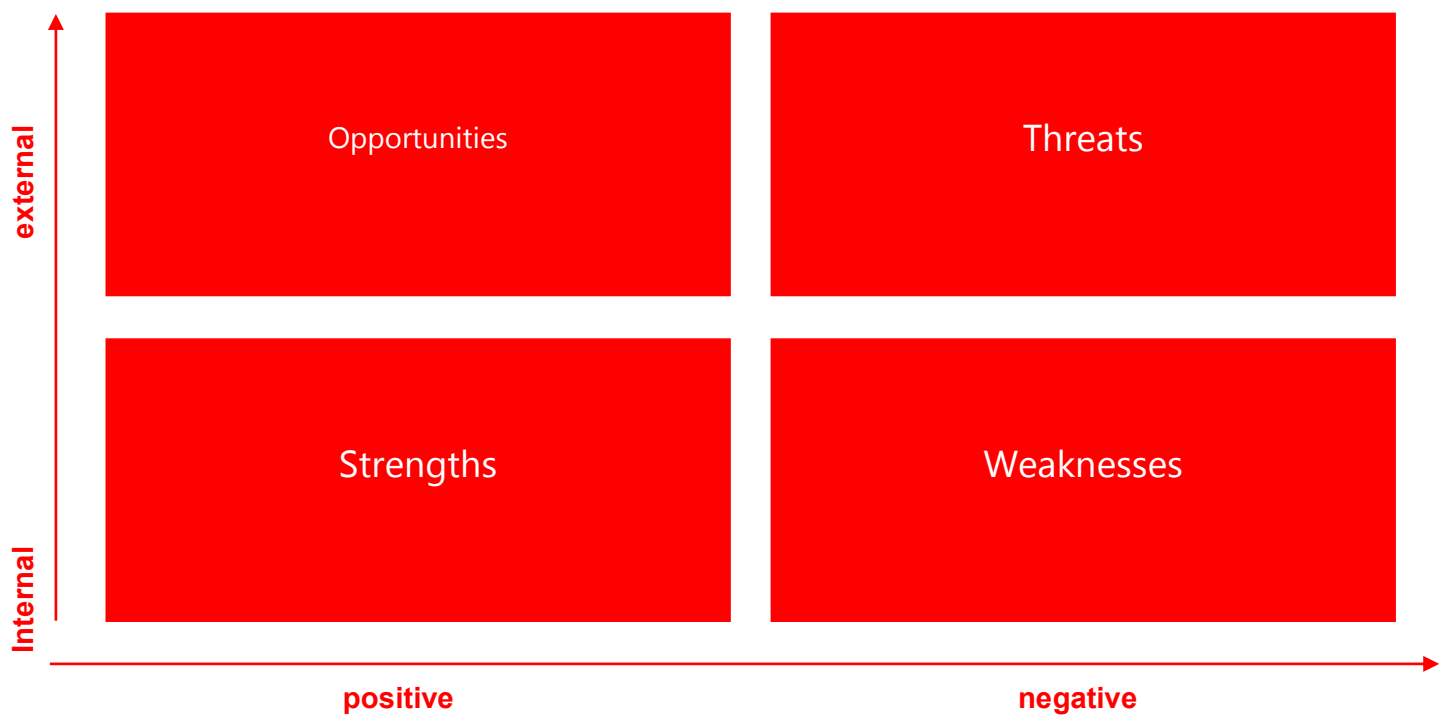 external
Opportunities
Threats
Internal
Strengths
Weaknesses
positive
negative